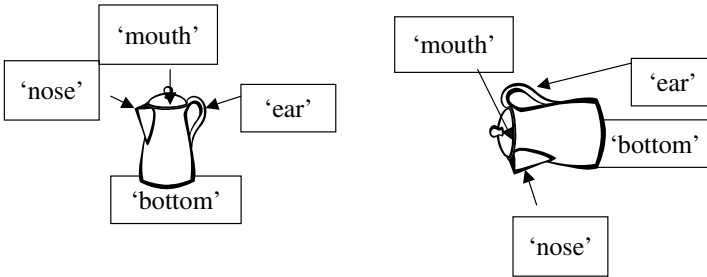 ‘mouth’
‘nose’
‘ear’
‘bottom’
‘mouth’
‘ear’
‘bottom’
‘nose’